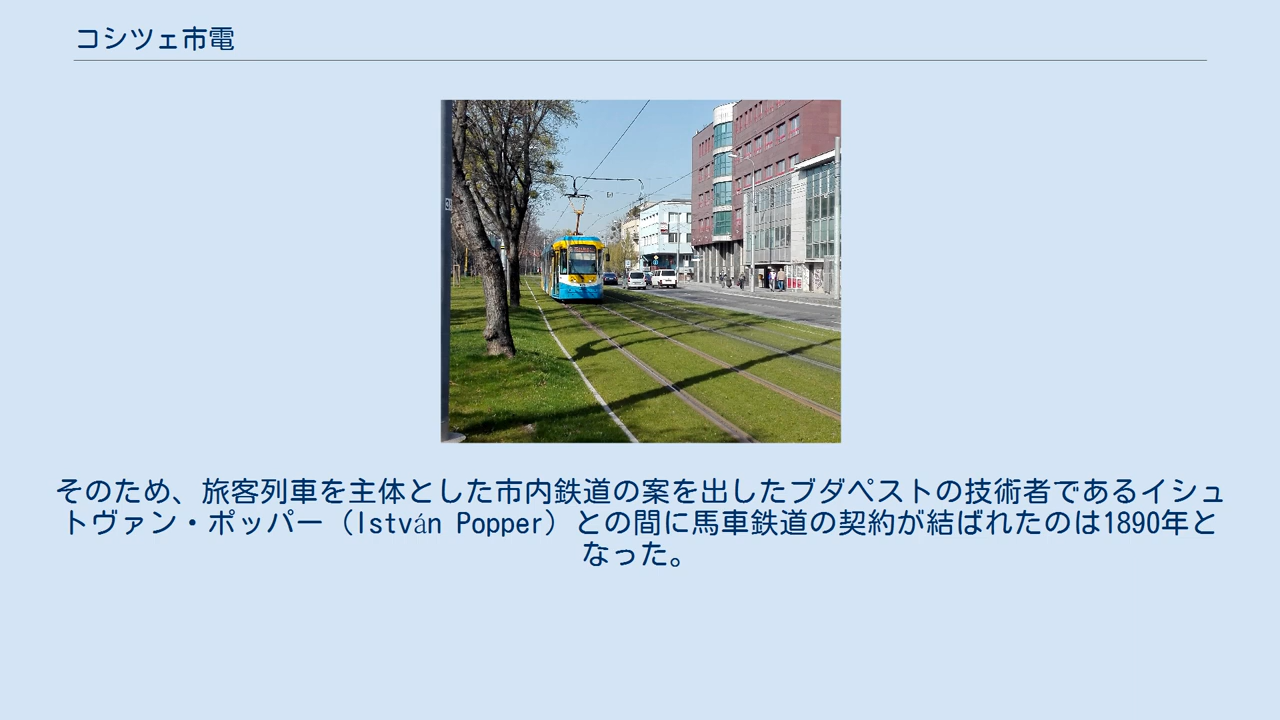 コシツェ市電
そのため、旅客列車を主体とした市内鉄道の案を出したブダペストの技術者であるイシュ
トヴァン・ポッパー（István Popper）との間に馬車鉄道の契約が結ばれたのは1890年と
なった。